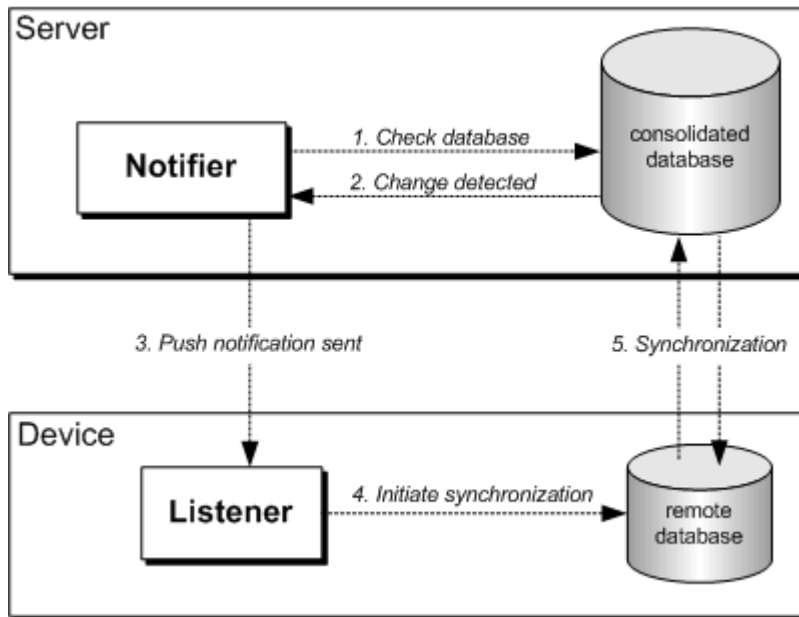 Server
consolidated
database
1. Check database
Notifier
2. Change detected
3. Push notification sent
5. Synchronization
Device
4. Initiate synchronization
Listener
remote
database